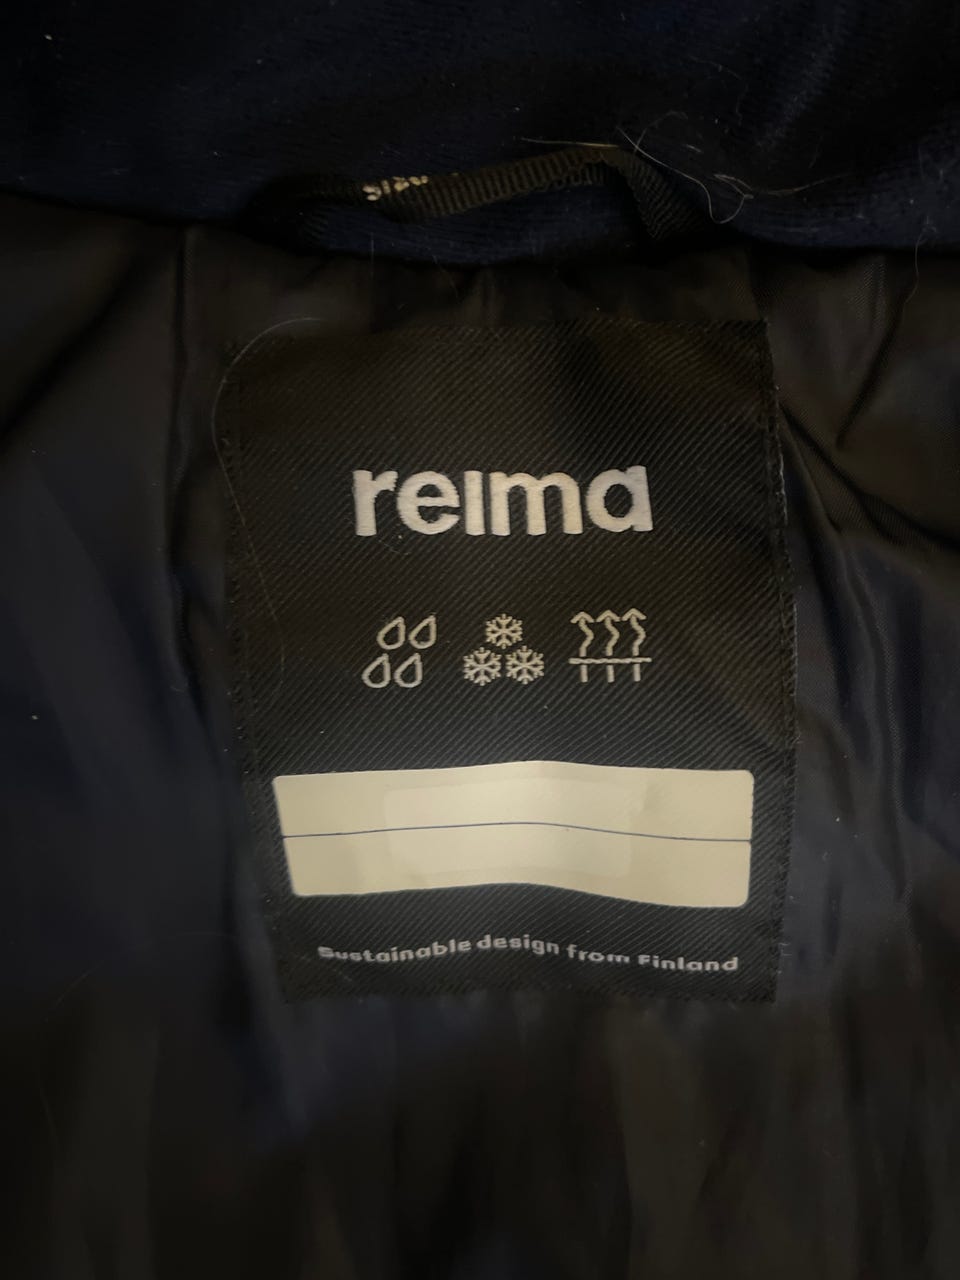 reima
Sustainable design from Finland